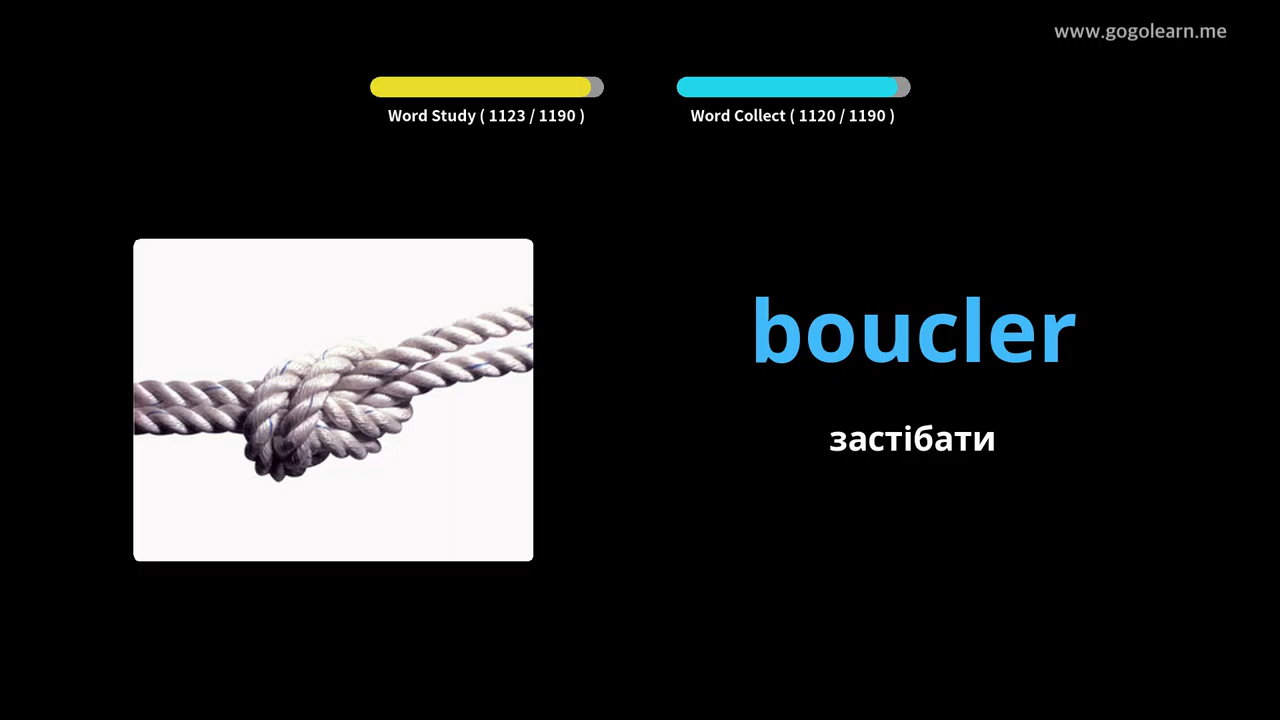 www.gogolearn.me
Word Study ( 1123 / 1190 )
Word Collect ( 1120 / 1190 )
boucler
застібати